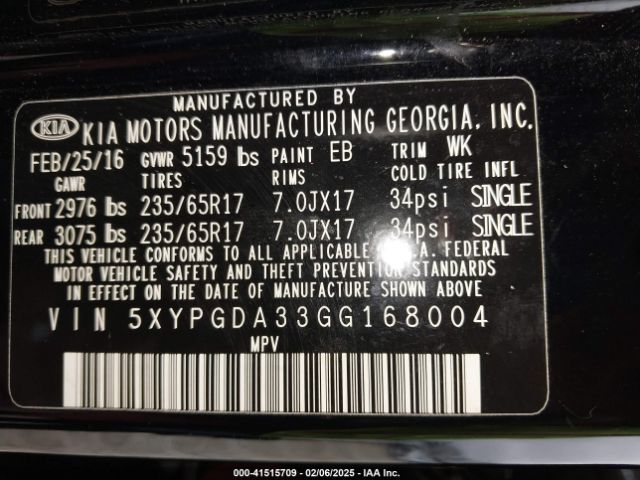 MANUFACTURED BY
KIA KIA MOTORS MANUFACTURING GEORGIA, INC.
FEB/25/16 GVWR 5159 lbs PAINT EB TRIM WK
GAWR TIRES RIMS COLD TIRE INFL
FRONT 2976 lbs 235/65R17 7.0JX17 34psi SINGLE
REAR 3075 lbs 235/65R17 7.0JX17 34psi SINGLE
THIS VEHICLE CONFORMS TO ALL APPLICABLE U.S.A. FEDERAL
MOTOR VEHICLE SAFETY AND THEFT PREVENTION STANDARDS
IN EFFECT ON THE DATE OF MANUFACTURE SHOWN ABOVE
VIN 5XYPGDA33GG168004
MPV
000-41515709 - 02/06/2025 - IAA Inc.